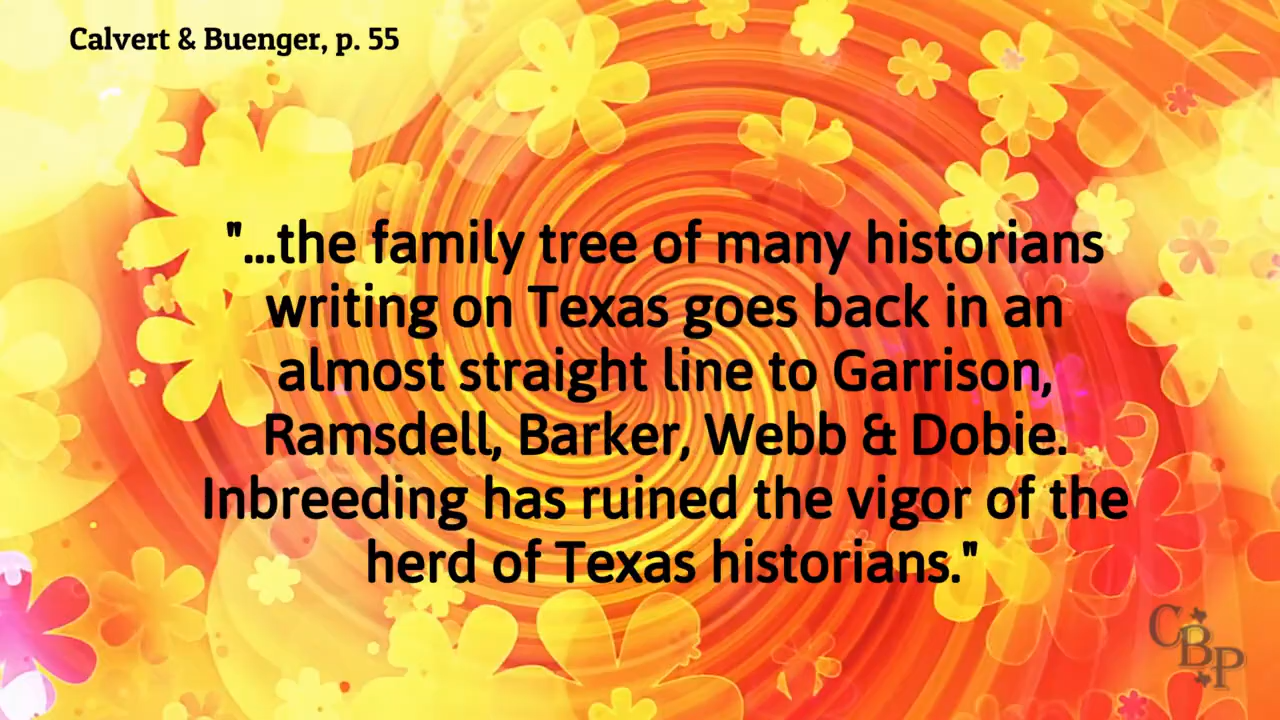 Calvert & Buenger, p. 55
"...the family tree of many historians
writing on Texas goes back in an
almost straight line to Garrison,
Ramsdell, Barker, Webb & Dobie.
Inbreeding has ruined the vigor of the
herd of Texas historians."
CBP